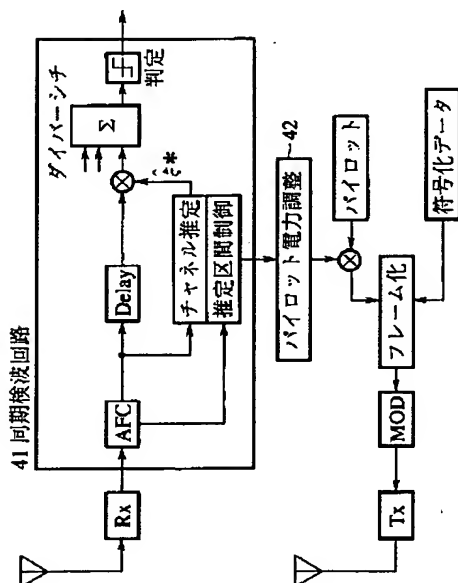 41 同期検波回路
Rx
AFC
Delay
ξ̂*
ダイバーシチ
Σ
判定
チャネル推定
推定区間制御
パイロット電力調整
42
パイロット
符号化データ
フレーム化
MOD
Tx